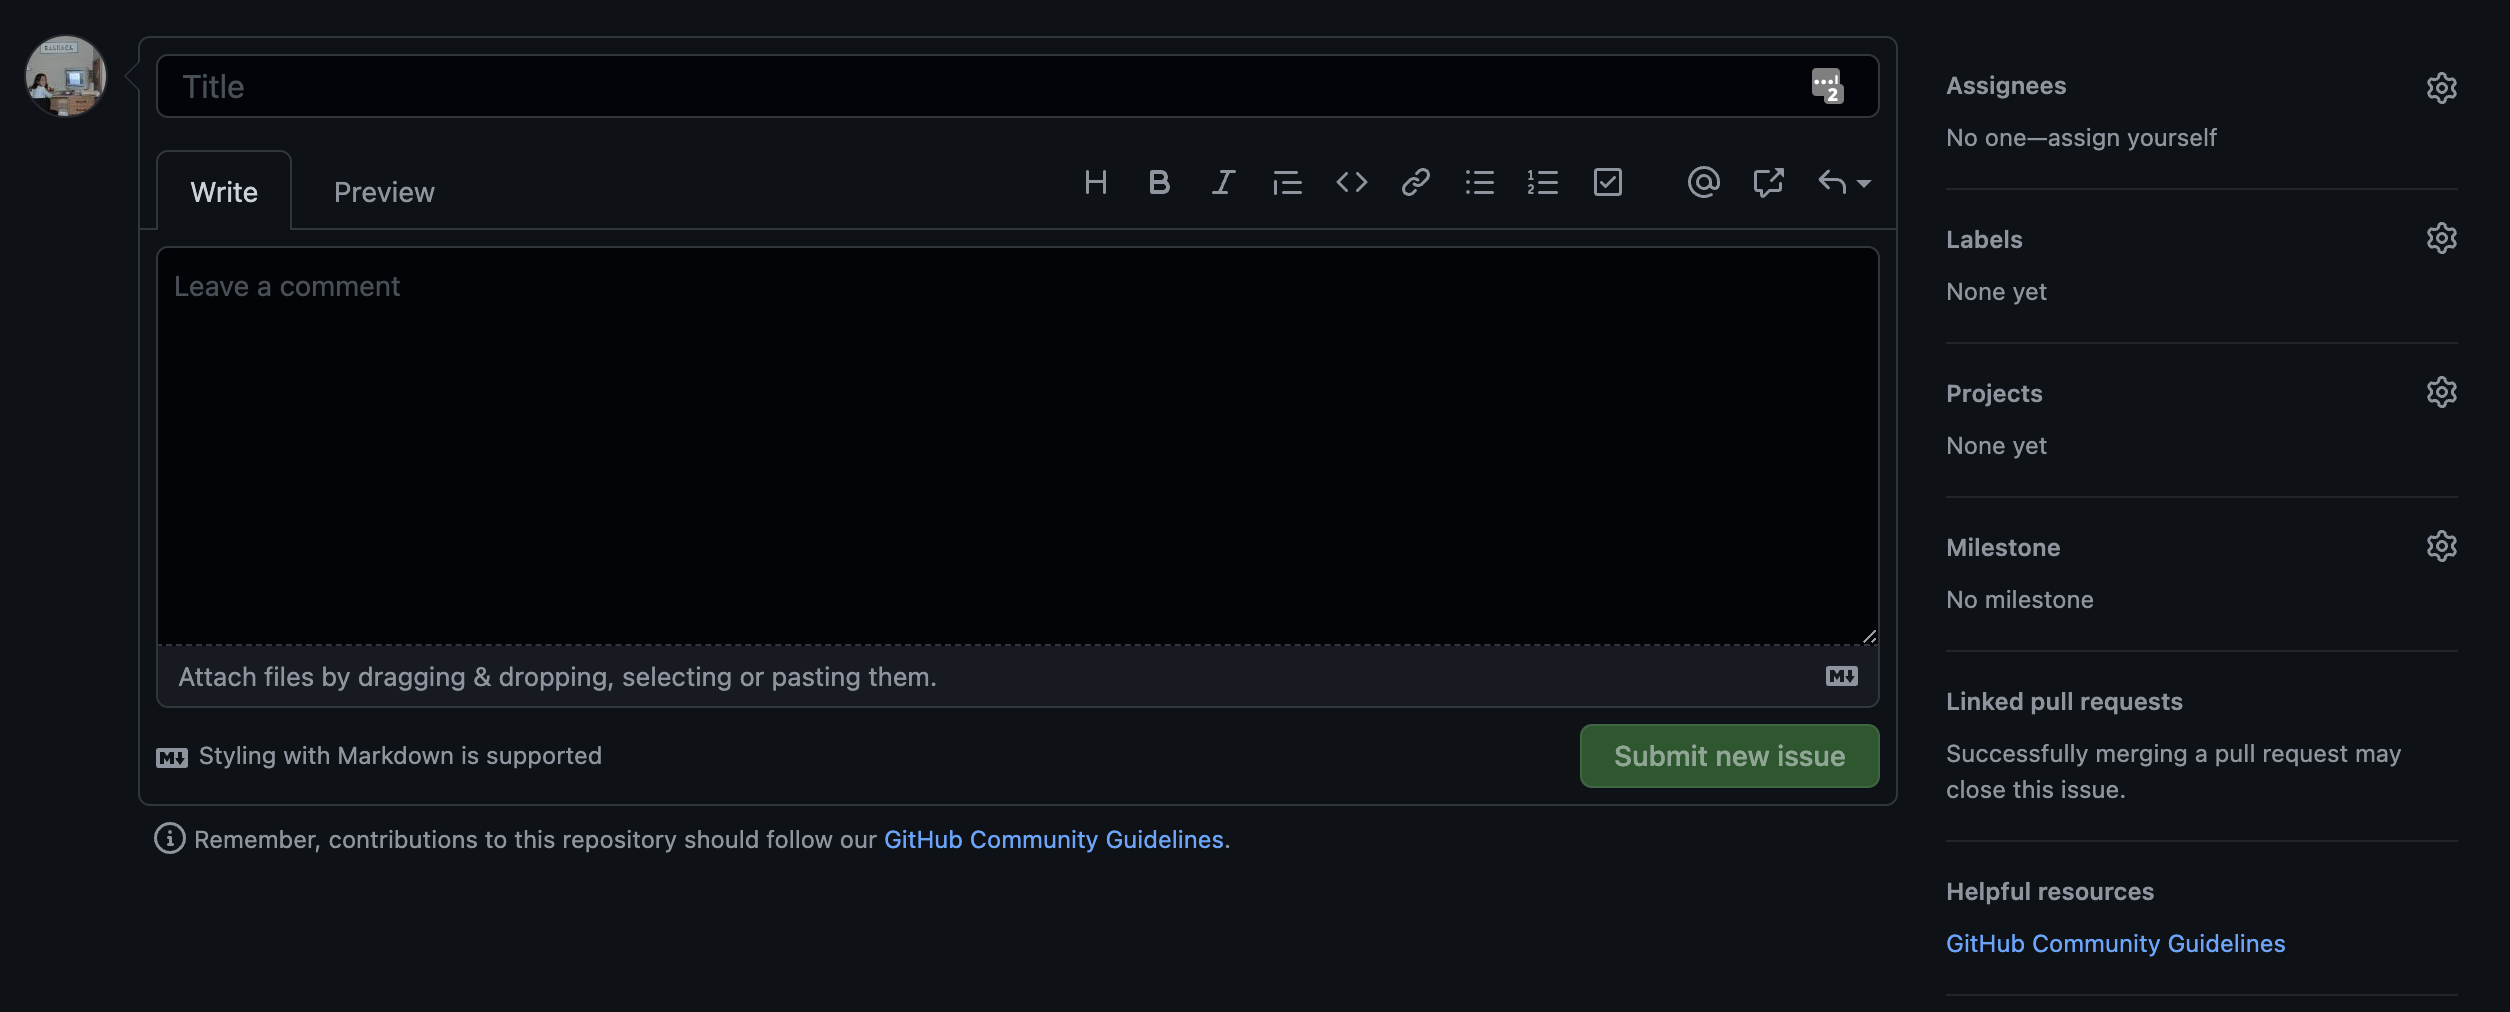 Title
Write
Preview
Leave a comment
Attach files by dragging & dropping, selecting or pasting them.
Styling with Markdown is supported
Submit new issue
Remember, contributions to this repository should follow our GitHub Community Guidelines.
Assignees
No one—assign yourself
Labels
None yet
Projects
None yet
Milestone
No milestone
Linked pull requests
Successfully merging a pull request may
close this issue.
Helpful resources
GitHub Community Guidelines